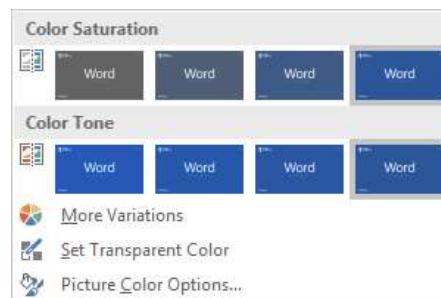 Color Saturation
Word Word Word Word
Color Tone
Word Word Word Word
More Variations
Set Transparent Color
Picture Color Options...